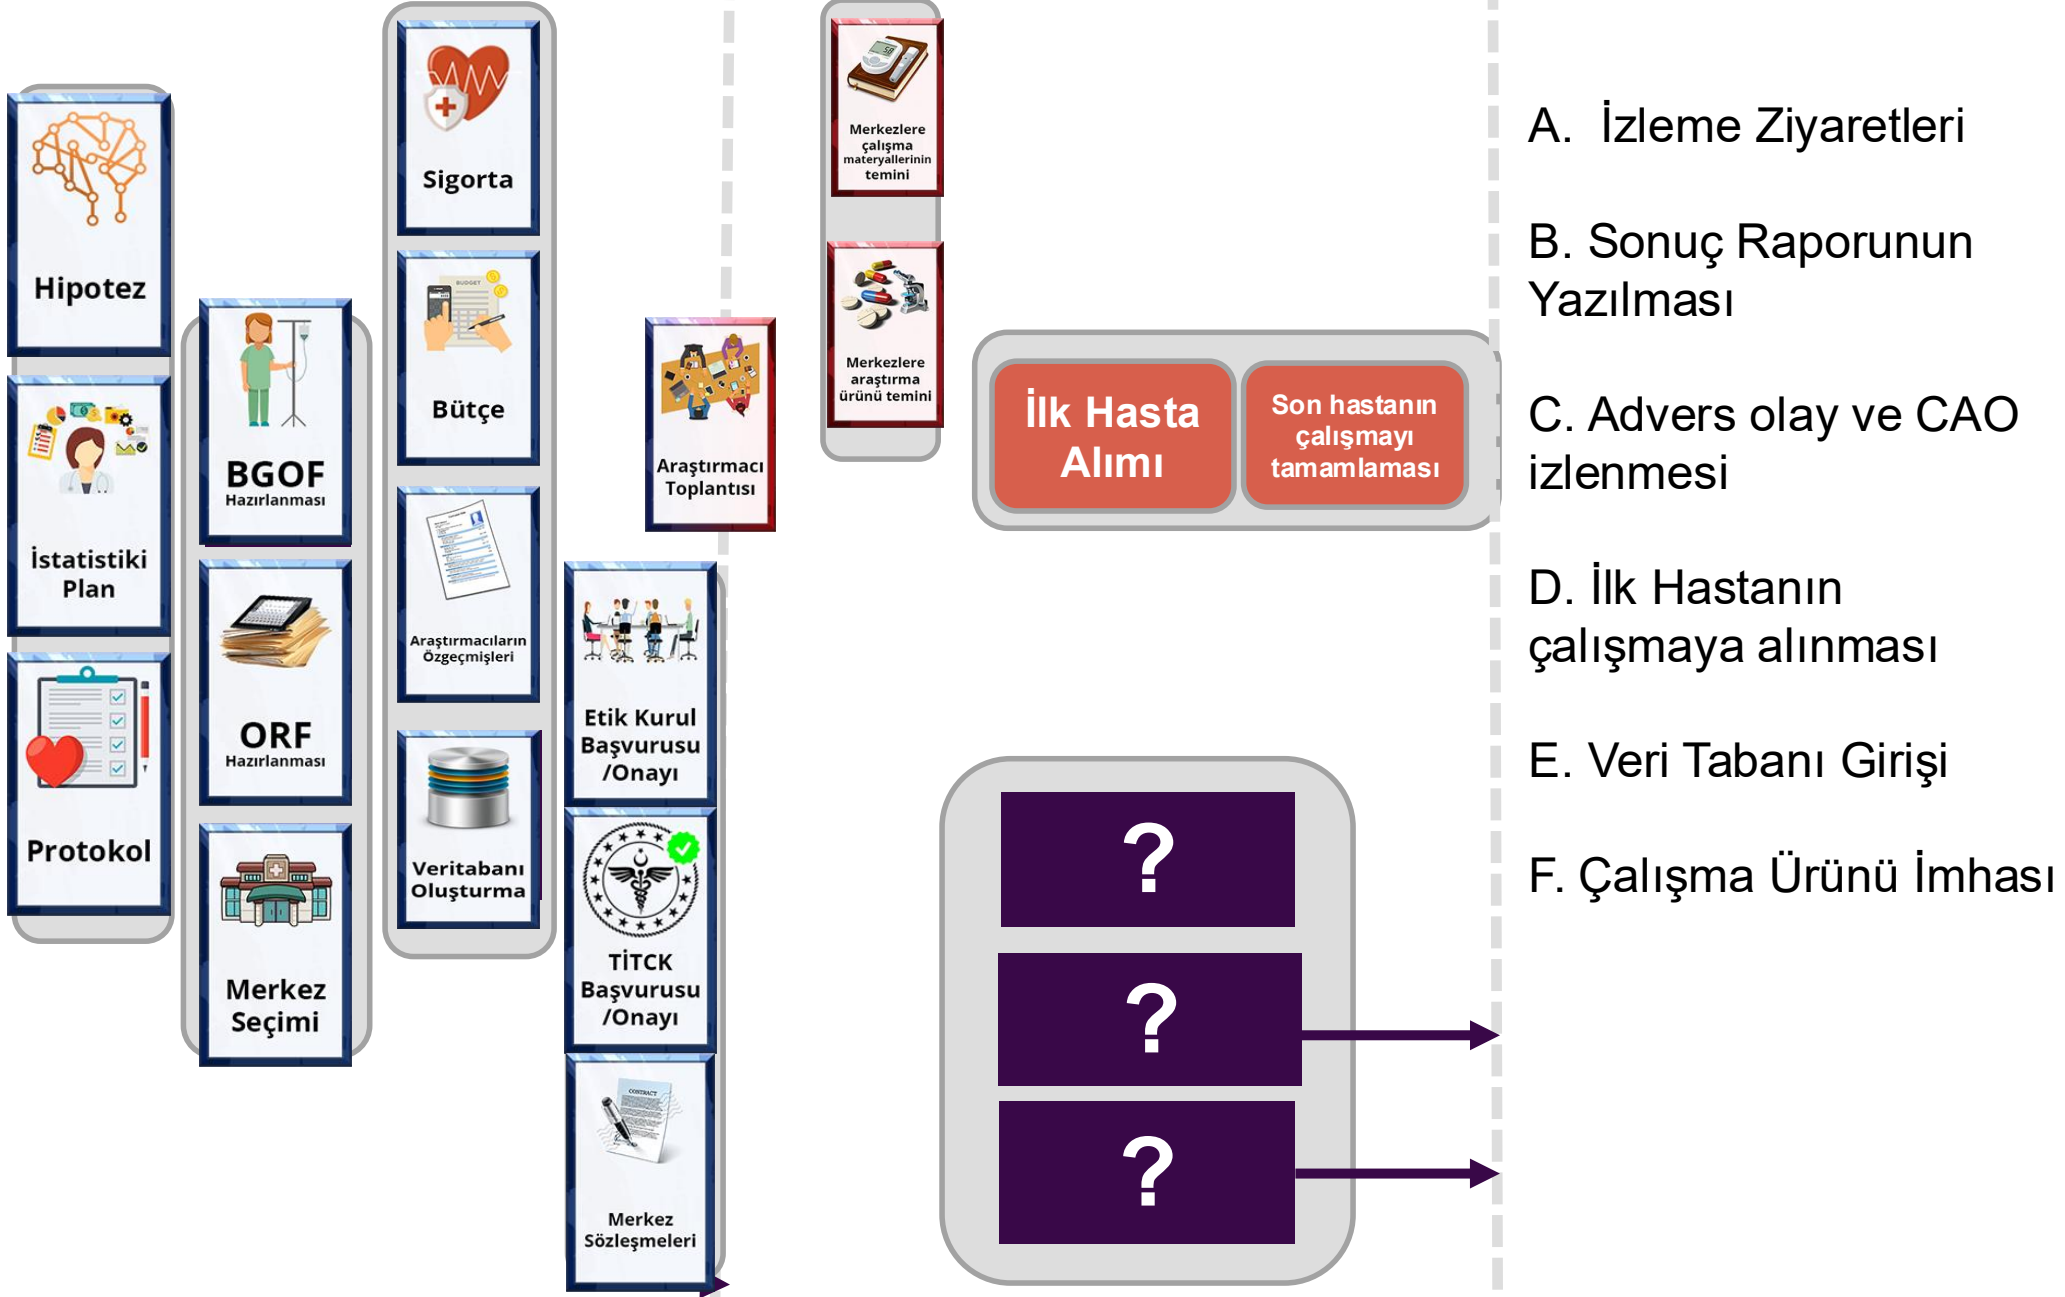 Hipotez
İstatistiki
Plan
Protokol
BGOF
Hazırlanması
ORF
Hazırlanması
Merkez
Seçimi
Sigorta
BUDGET
Bütçe
Araştırmacıların
Özgeçmişleri
Veritabanı
Oluşturma
Etik Kurul
Başvurusu
/Onayı
TİTCK
Başvurusu
/Onayı
CONTRACT
Merkez
Sözleşmeleri
Araştırmacı
Toplantısı
Merkezlere
çalışma
materyallerinin
temini
Merkezlere
araştırma
ürünü temini
İlk Hasta
Alımı
Son hastanın
çalışmayı
tamamlaması
?
?
?
A. İzleme Ziyaretleri
B. Sonuç Raporunun
Yazılması
C. Advers olay ve CAO
izlenmesi
D. İlk Hastanın
çalışmaya alınması
E. Veri Tabanı Girişi
F. Çalışma Ürünü İmhası